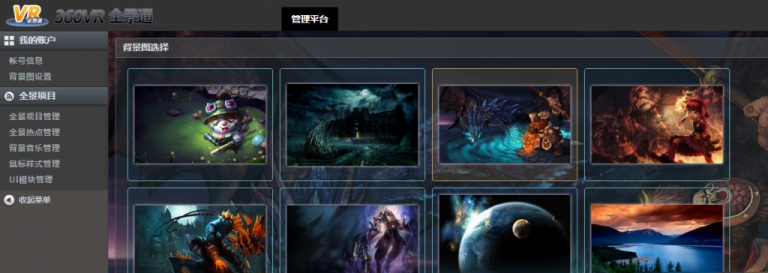 VR
全景通
360VR 全景通
管理平台
我的账户
帐号信息
背景图设置
全景项目
全景项目管理
全景热点管理
背景音乐管理
鼠标样式管理
UI模块管理
收起菜单
背景图选择